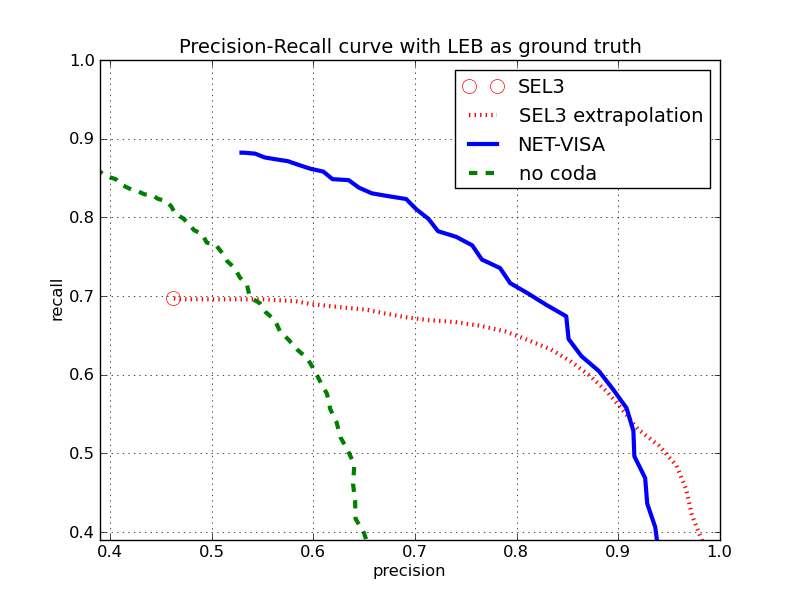 Precision-Recall curve with LEB as ground truth
1.0
0.9
0.8
0.7
0.6
0.5
0.4
recall
SEL3
SEL3 extrapolation
NET-VISA
no coda
0.4 0.5 0.6 0.7 0.8 0.9 1.0
precision